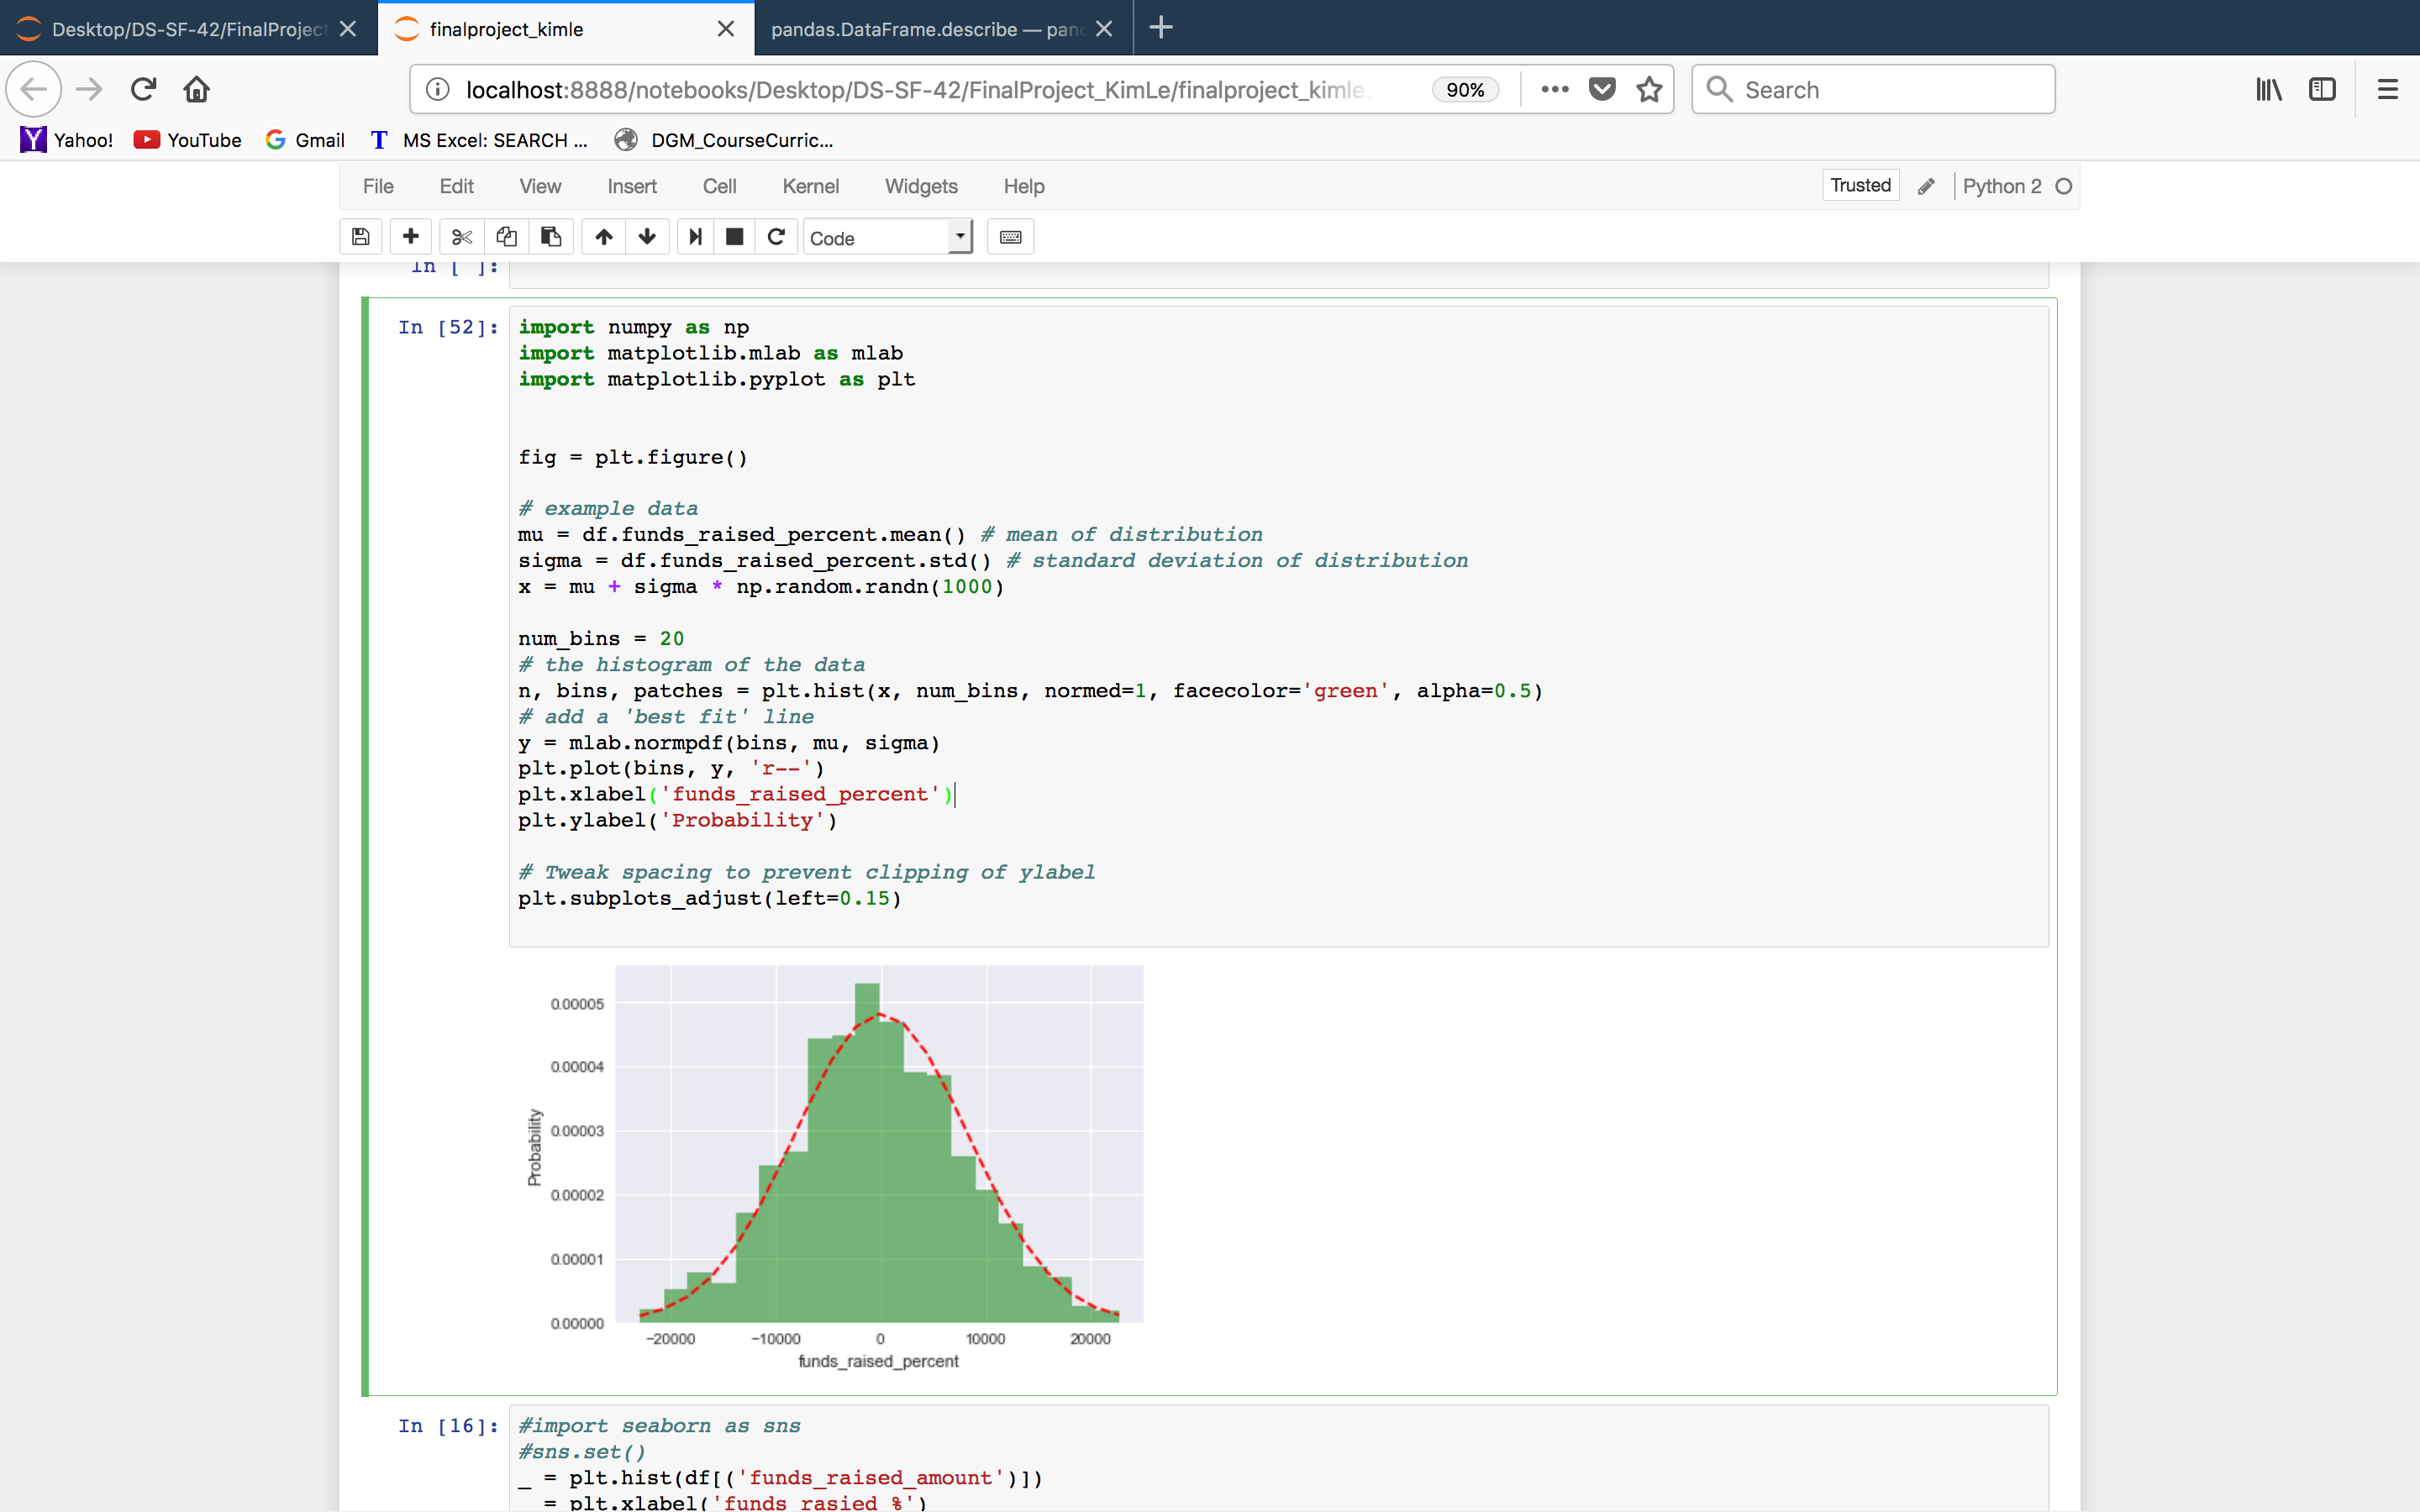 Desktop/DS-SF-42/FinalProject
finalproject_kimle
pandas.DataFrame.describe — pan
localhost:8888/notebooks/Desktop/DS-SF-42/FinalProject_KimLe/finalproject_kimle.
90%
Search
Yahoo!
YouTube
Gmail
MS Excel: SEARCH ...
DGM_CourseCurric...
File Edit View Insert Cell Kernel Widgets Help
Trusted
Python 2
Code
In [ ]:
In [52]:
import numpy as np
import matplotlib.mlab as mlab
import matplotlib.pyplot as plt
fig = plt.figure()
# example data
mu = df.funds_raised_percent.mean() # mean of distribution
sigma = df.funds_raised_percent.std() # standard deviation of distribution
x = mu + sigma * np.random.randn(1000)
num_bins = 20
# the histogram of the data
n, bins, patches = plt.hist(x, num_bins, normed=1, facecolor='green', alpha=0.5)
# add a 'best fit' line
y = mlab.normpdf(bins, mu, sigma)
plt.plot(bins, y, 'r--')
plt.xlabel('funds_raised_percent')
plt.ylabel('Probability')
# Tweak spacing to prevent clipping of ylabel
plt.subplots_adjust(left=0.15)
Probability
0.00005
0.00004
0.00003
0.00002
0.00001
0.00000
−20000 −10000 0 10000 20000
funds_raised_percent
In [16]:
#import seaborn as sns
#sns.set()
_ = plt.hist(df[('funds_raised_amount')])
= plt.xlabel('funds rasied %')